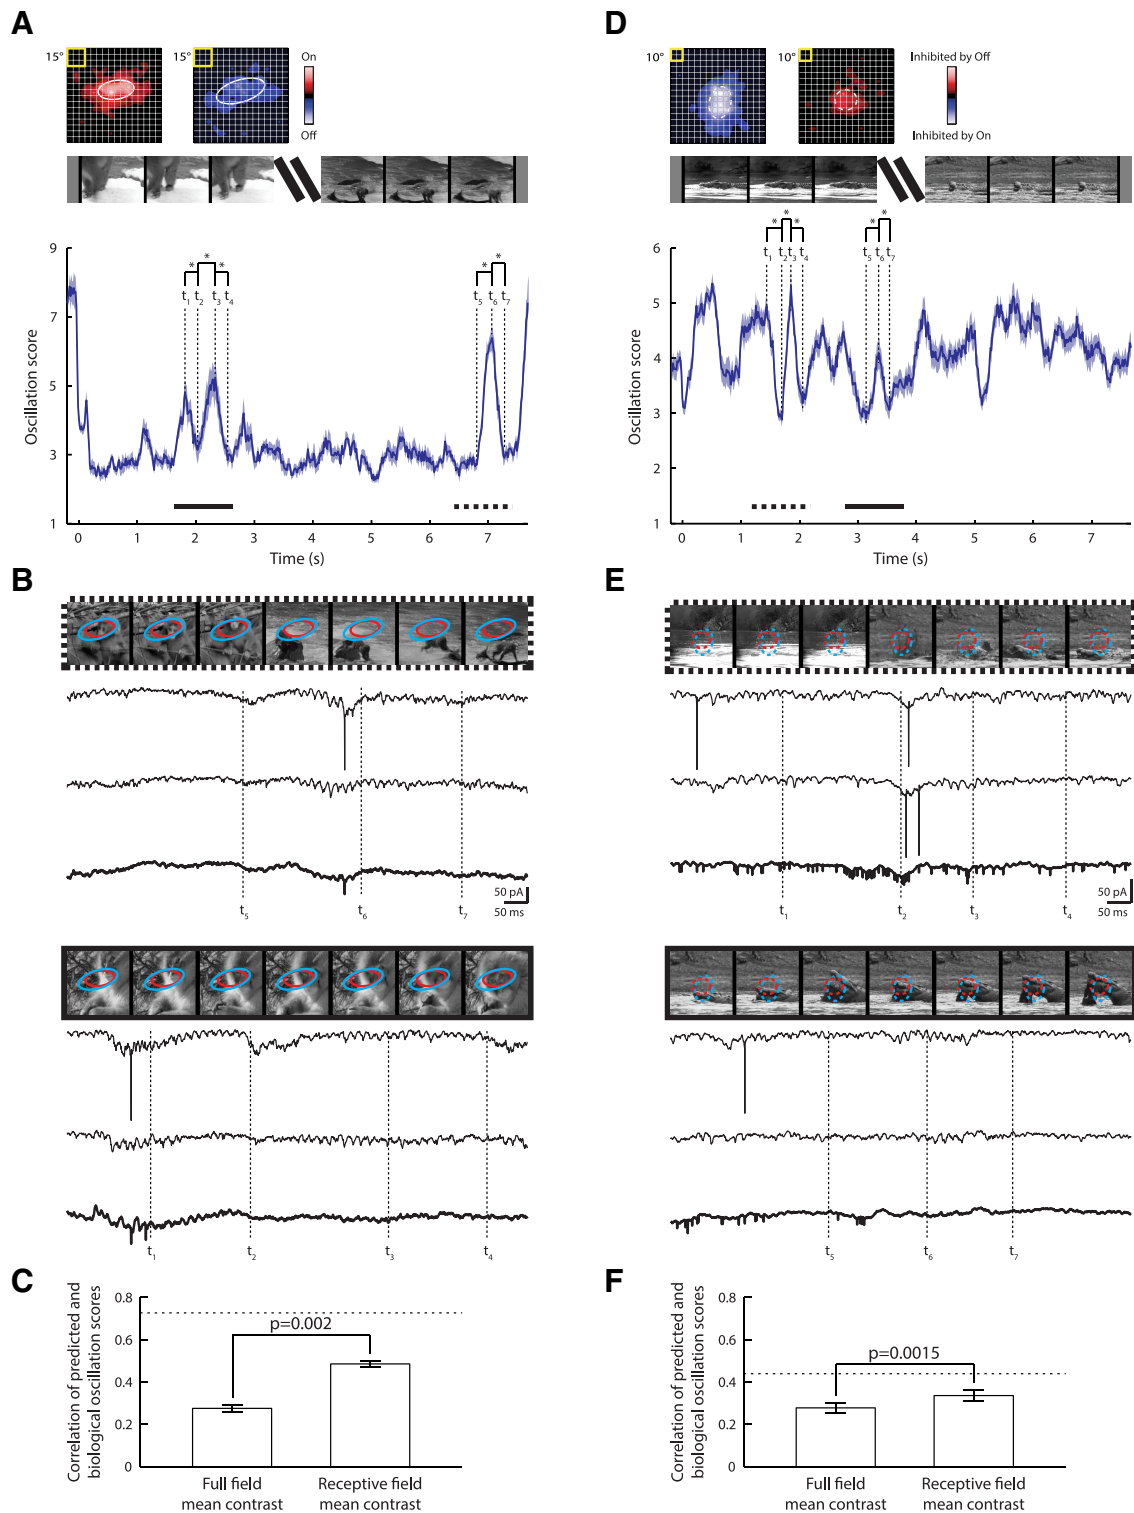 A
15°
15°
On
Off
Oscillation score
9
7
5
3
1
* * *
t1 t2 t3 t4
* *
t5 t6 t7
0 1 2 3 4 5 6 7
Time (s)
B
50 pA
50 ms
t5 t6 t7
t1 t2 t3 t4
C
Correlation of predicted and
biological oscillation scores
0.8
0.6
0.4
0.2
0
p=0.002
Full field
mean contrast
Receptive field
mean contrast
D
10°
10°
Inhibited by Off
Inhibited by On
Oscillation score
6
5
4
3
2
1
* * *
t1 t2 t3 t4
* *
t5 t6 t7
0 1 2 3 4 5 6 7
Time (s)
E
50 pA
50 ms
t1 t2 t3 t4
t5 t6 t7
F
Correlation of predicted and
biological oscillation scores
0.8
0.6
0.4
0.2
0
p=0.0015
Full field
mean contrast
Receptive field
mean contrast